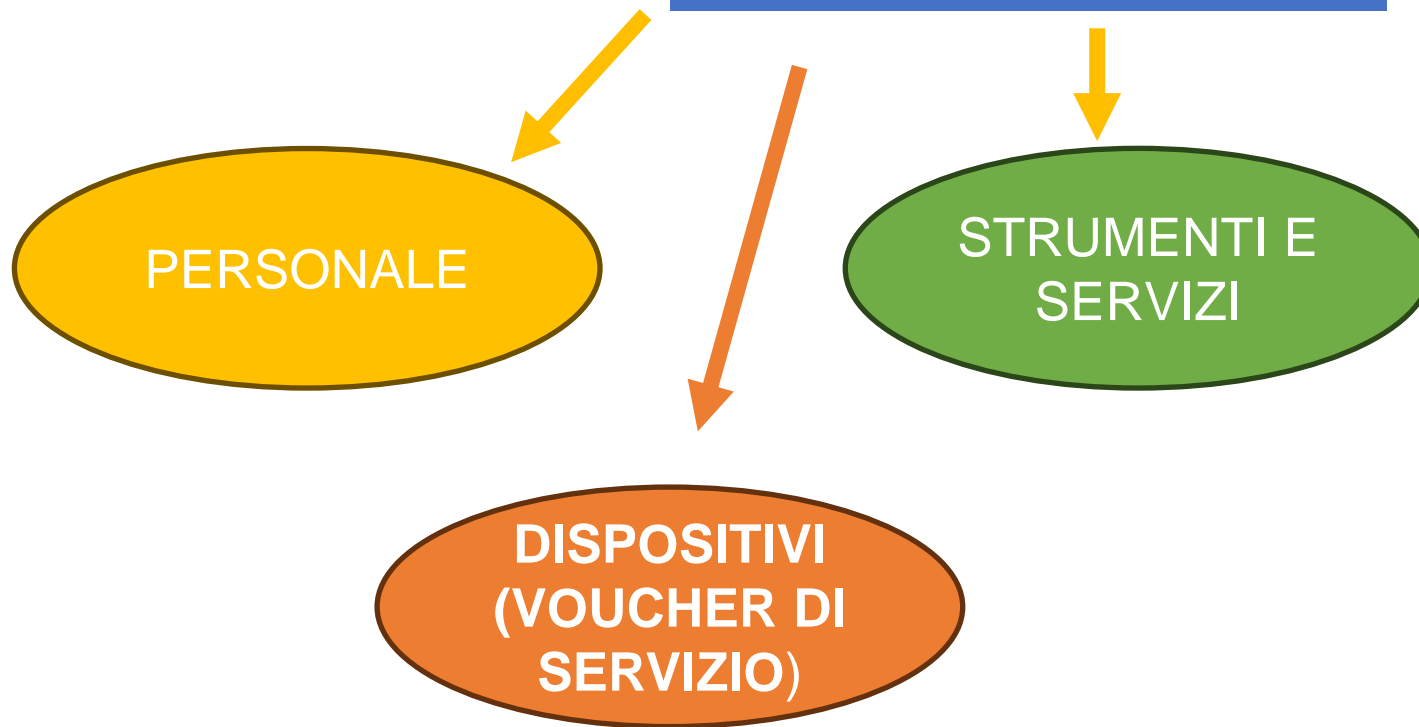 PERSONALE
STRUMENTI E
SERVIZI
DISPOSITIVI
(VOUCHER DI
SERVIZIO)